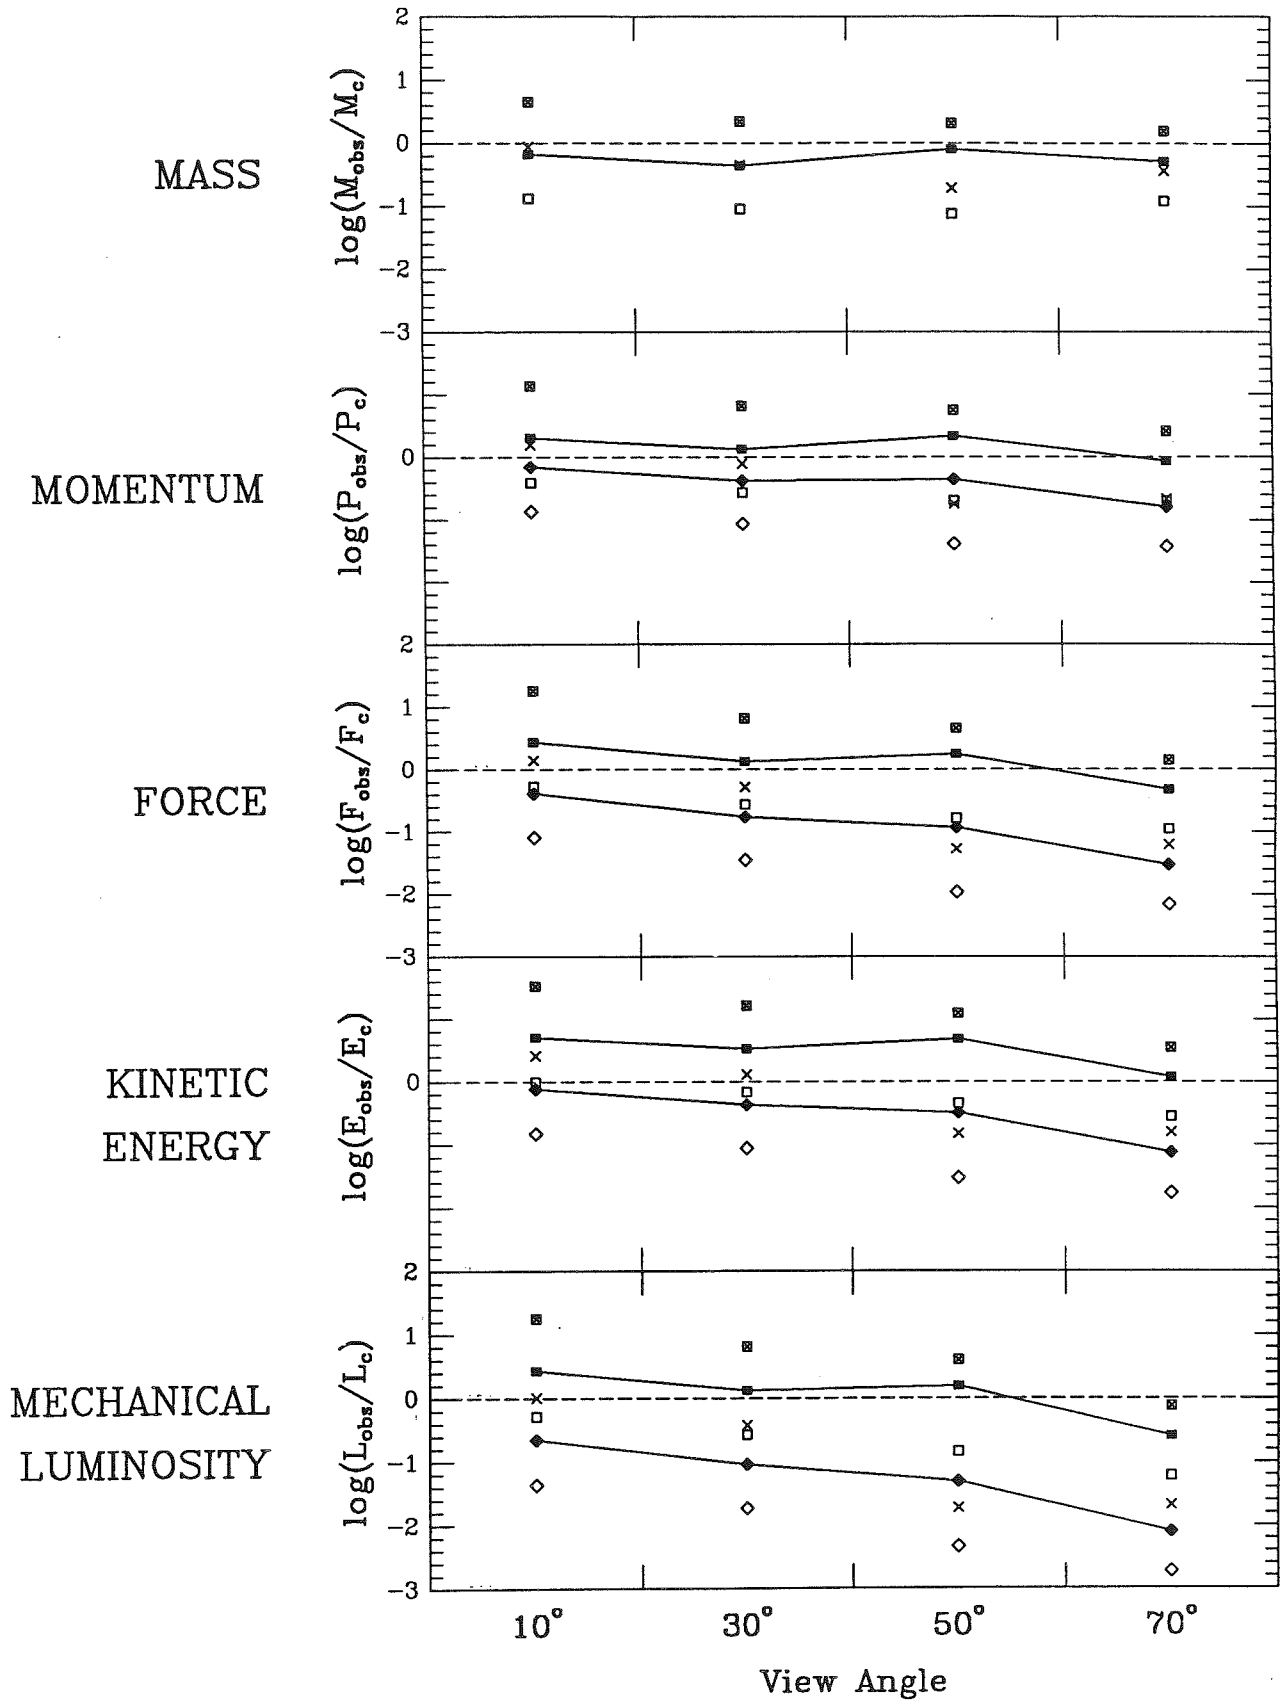 2
1
0
-1
-2
-3
log(M_obs/M_c)
MASS
0
log(P_obs/P_c)
MOMENTUM
2
1
0
-1
-2
-3
log(F_obs/F_c)
FORCE
0
log(E_obs/E_c)
KINETIC
ENERGY
2
1
0
-1
-2
-3
log(L_obs/L_c)
MECHANICAL
LUMINOSITY
10° 30° 50° 70°
View Angle